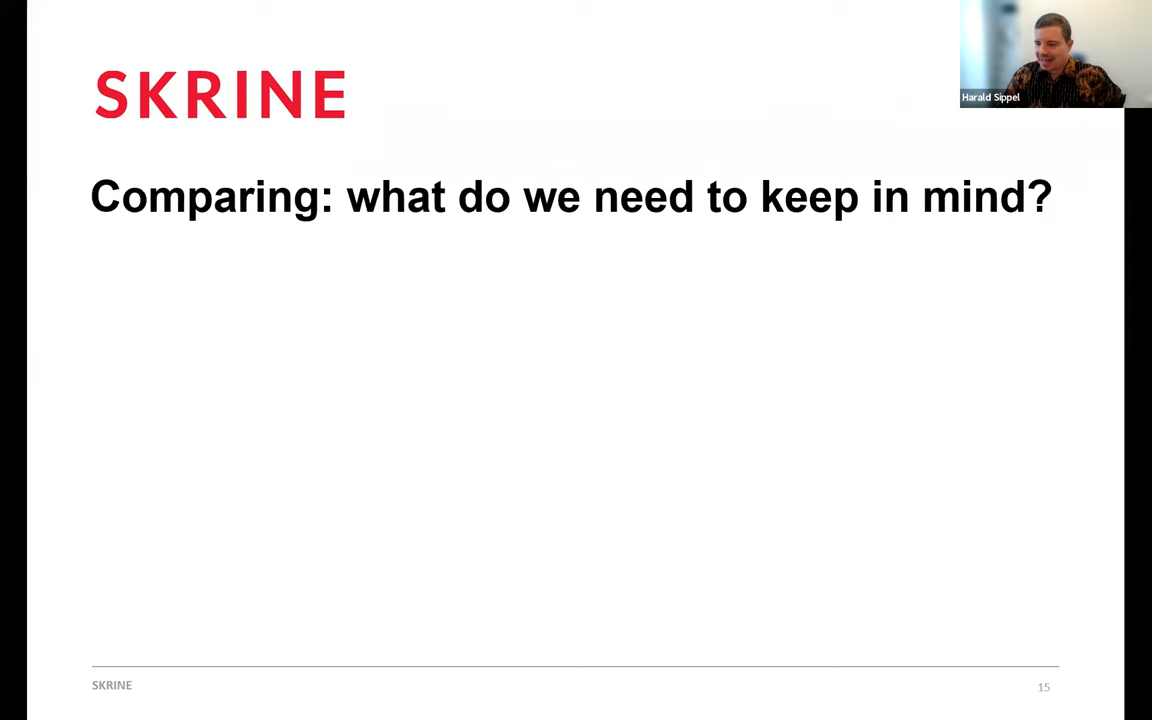 SKRINE
Harald Sippel
Comparing: what do we need to keep in mind?
SKRINE
15